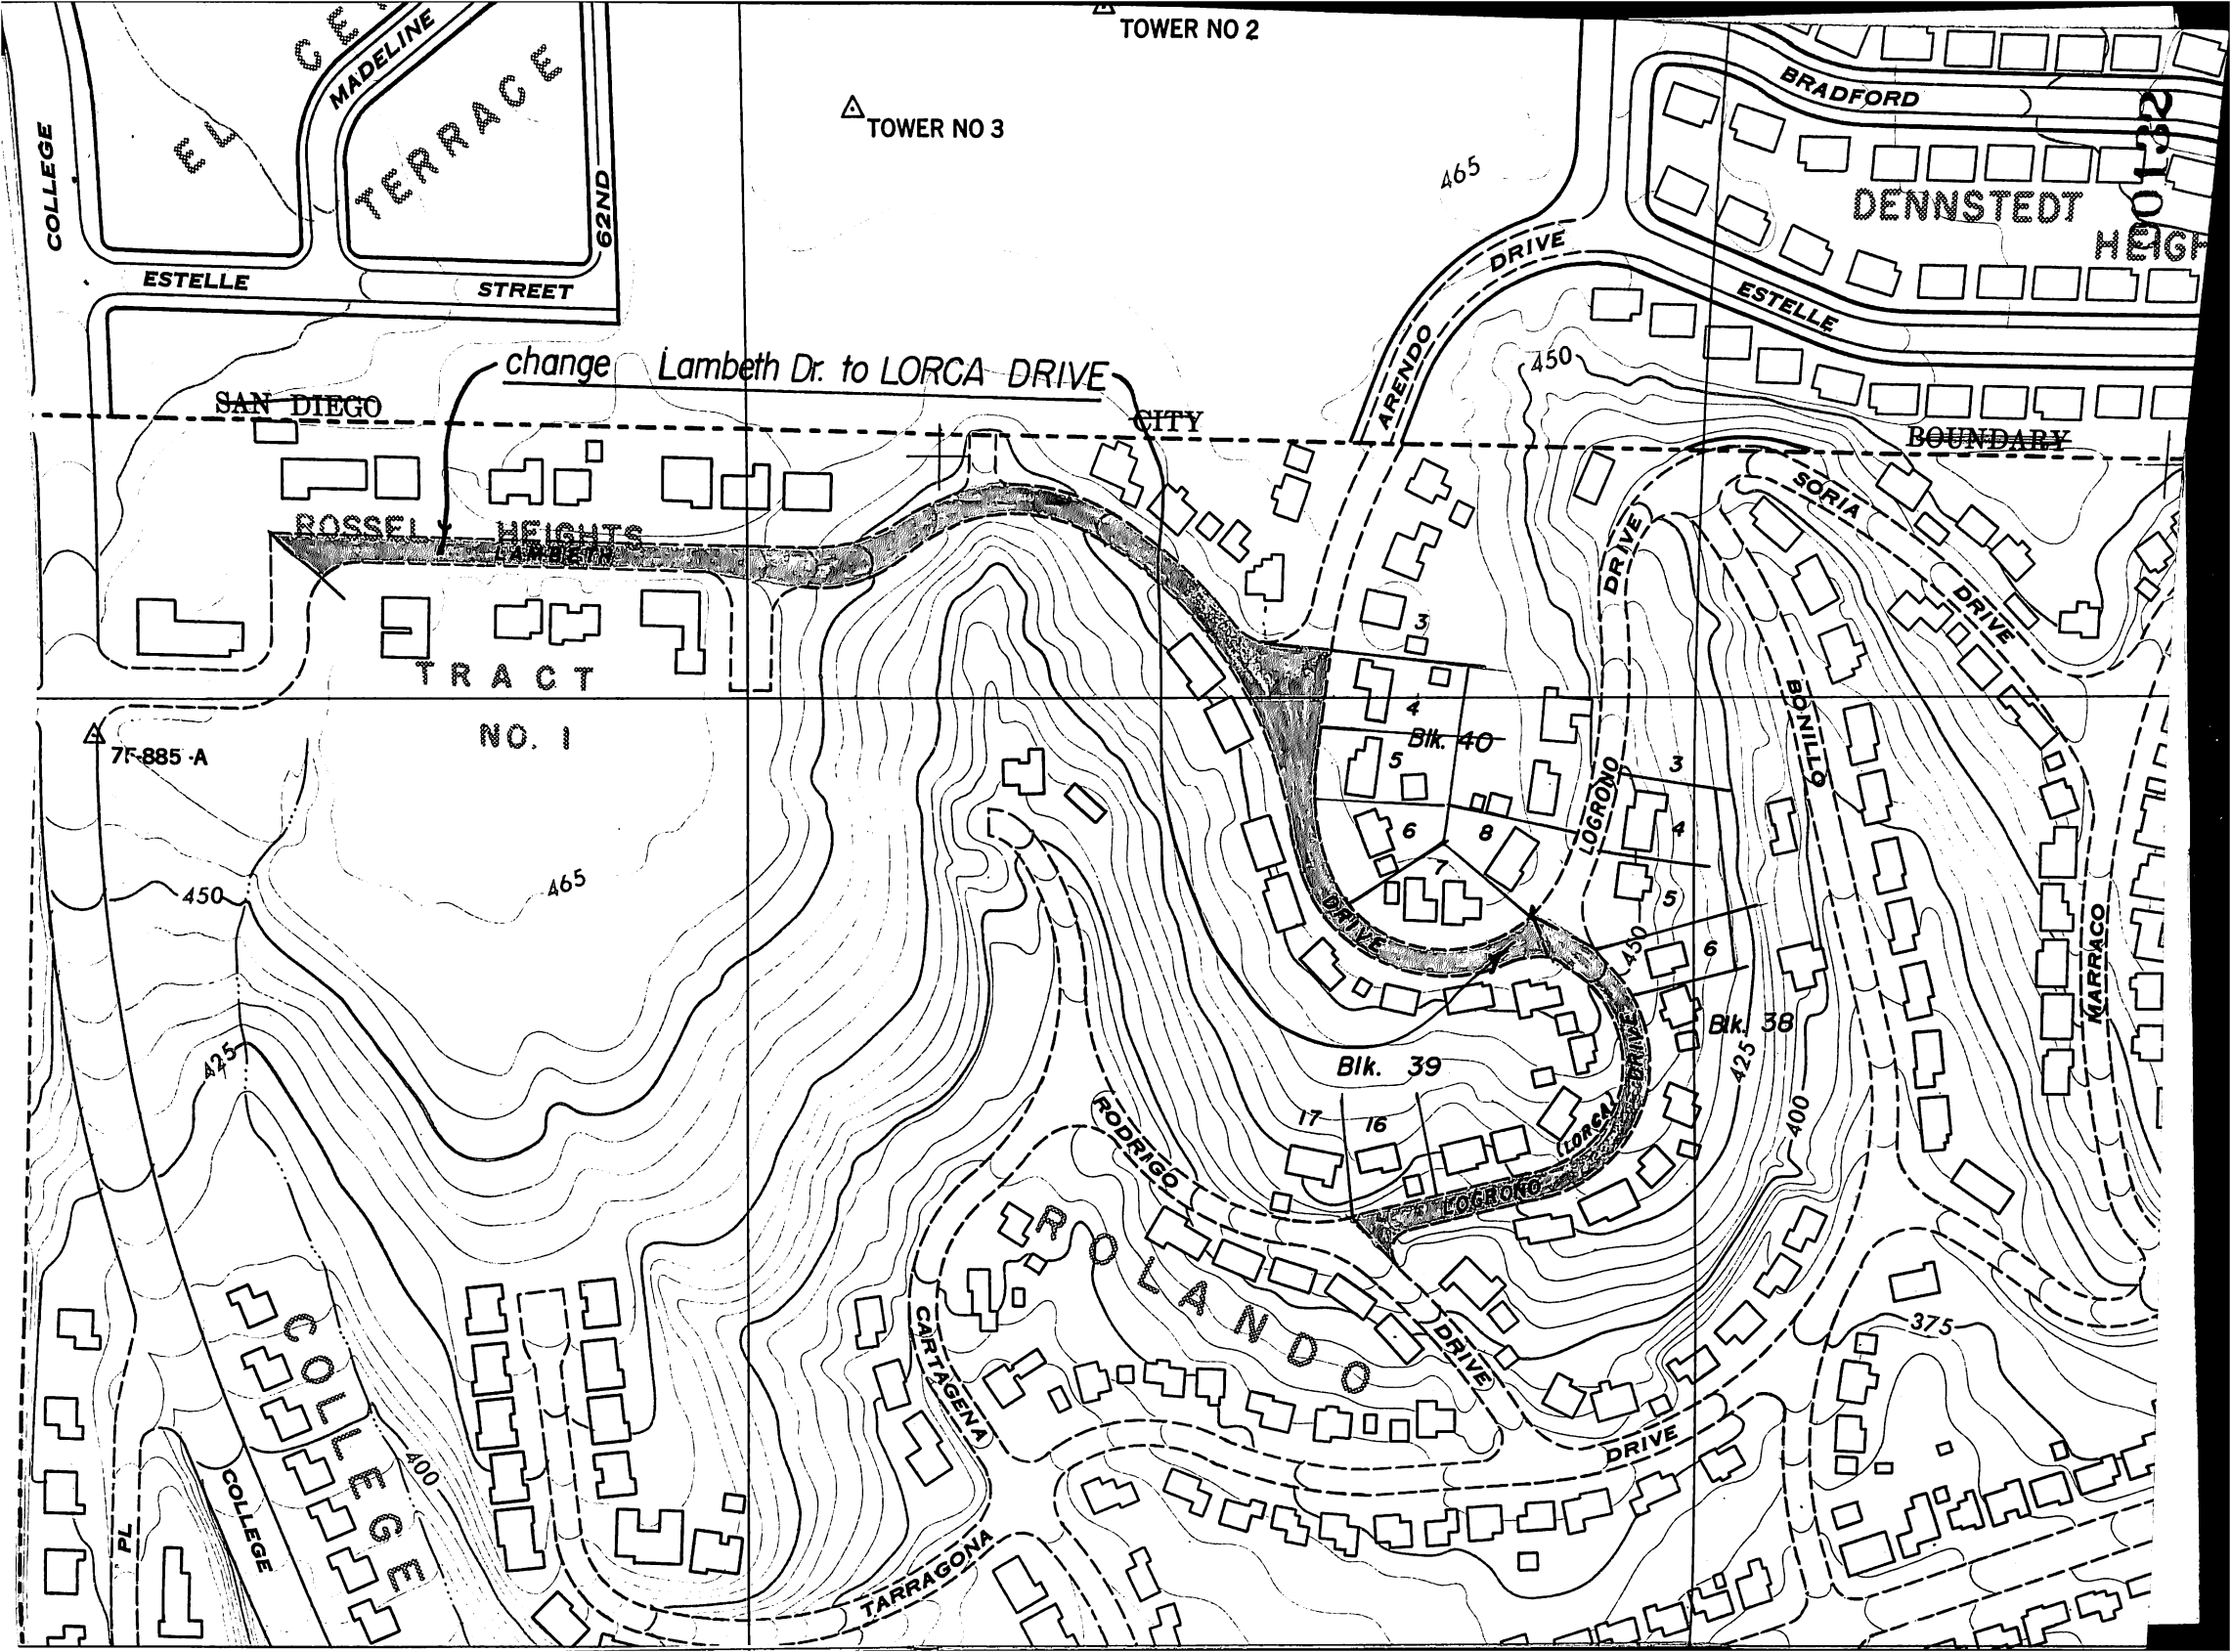 TOWER NO 2
TOWER NO 3
COLLEGE
EL
CE
MADELINE
TERRACE
62ND
ESTELLE
STREET
465
BRADFORD
00132
DENNSTEDT
HEIGH
DRIVE
ARENDO
ESTELLE
change Lambeth Dr. to LORCA DRIVE
450
SAN DIEGO
CITY
BOUNDARY
ROSSEL HEIGHTS
LAMBETH
TRACT
NO. 1
7F-885-A
SORIA
DRIVE
DRIVE
LOGRONO
BONILLO
MARRACO
3
4
Blk. 40
5
6
8
7
3
4
5
6
450
Blk. 38
425
400
450
465
425
DRIVE
DRIVE
Blk. 39
17
16
(LORCA)
LOGRONO
RODRIGO
DRIVE
ROLANDO
CARTAGENA
375
DRIVE
COLLEGE
400
COLLEGE
PL
TARRAGONA